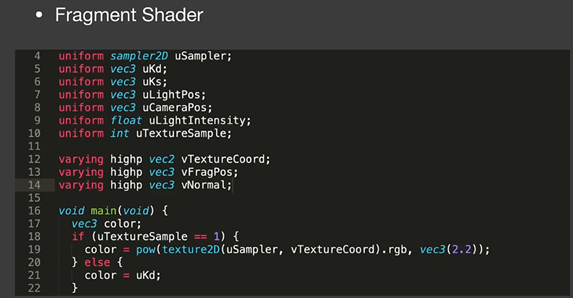 • Fragment Shader
4 uniform sampler2D uSampler;
5 uniform vec3 uKd;
6 uniform vec3 uKs;
7 uniform vec3 uLightPos;
8 uniform vec3 uCameraPos;
9 uniform float uLightIntensity;
10 uniform int uTextureSample;
11
12 varying highp vec2 vTextureCoord;
13 varying highp vec3 vFragPos;
14 varying highp vec3 vNormal;
15
16 void main(void) {
17 vec3 color;
18 if (uTextureSample == 1) {
19 color = pow(texture2D(uSampler, vTextureCoord).rgb, vec3(2.2));
20 } else {
21 color = uKd;
22 }